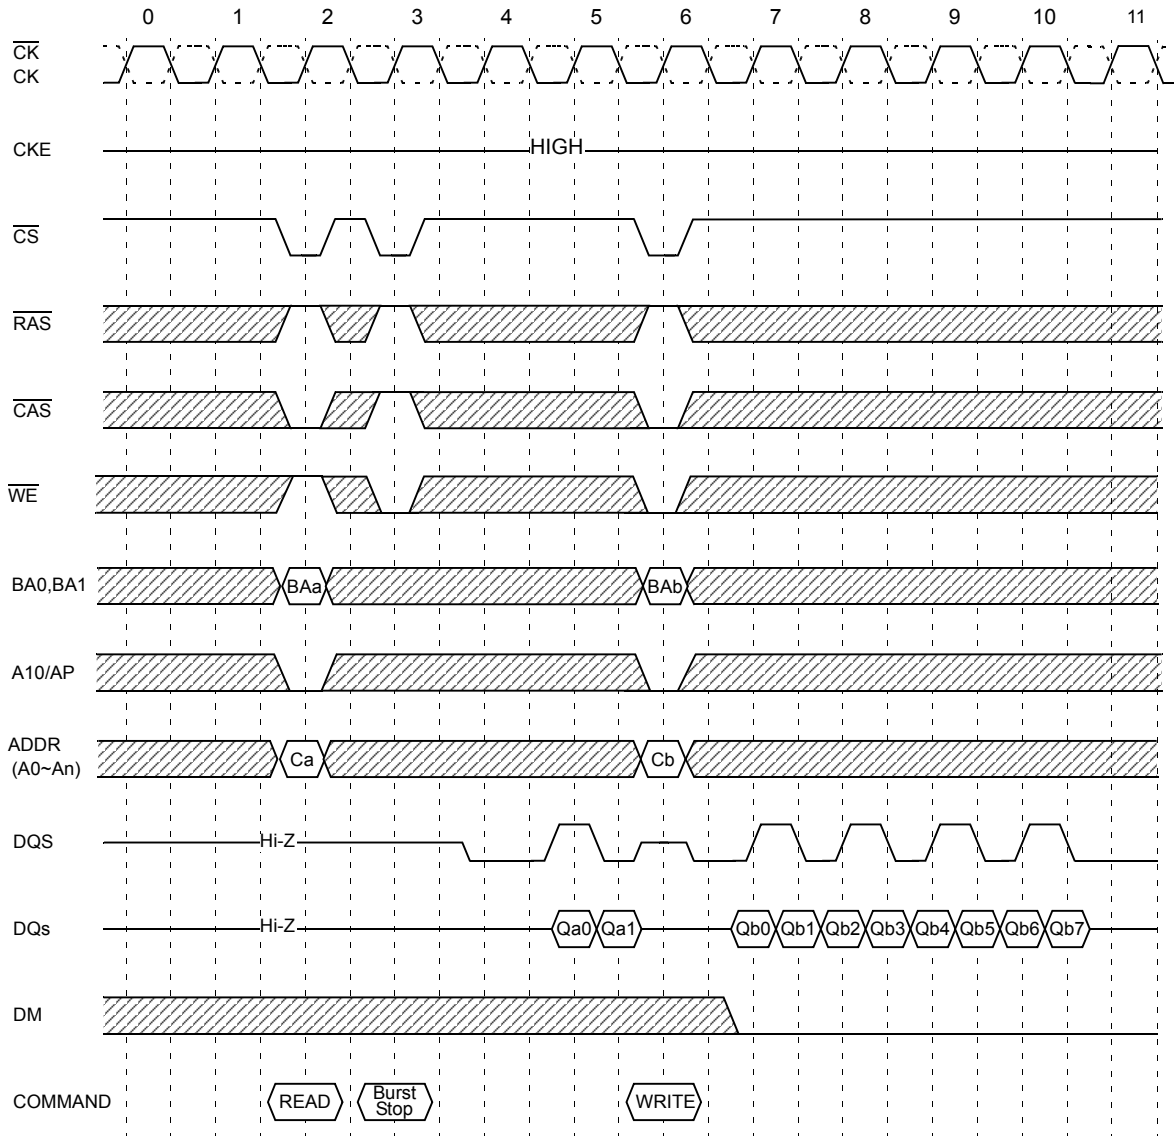 0 1 2 3 4 5 6 7 8 9 10 11
CK
CK
CKE HIGH
CS
RAS
CAS
WE
BA0,BA1 BAa BAb
A10/AP
ADDR
(A0~An) Ca Cb
DQS Hi-Z
DQs Hi-Z Qa0 Qa1 Qb0 Qb1 Qb2 Qb3 Qb4 Qb5 Qb6 Qb7
DM
COMMAND READ Burst Stop WRITE